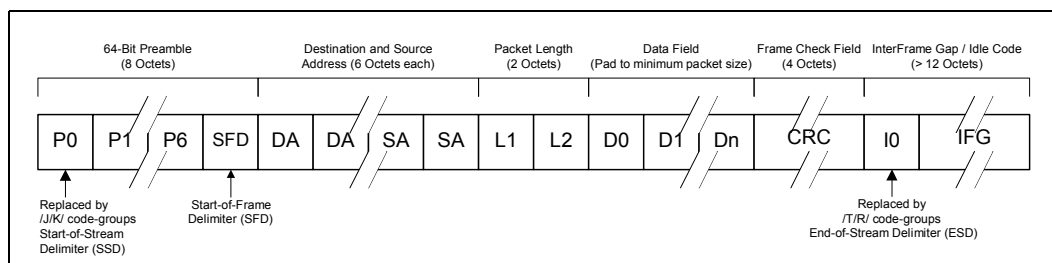 64-Bit Preamble
(8 Octets)
Destination and Source
Address (6 Octets each)
Packet Length
(2 Octets)
Data Field
(Pad to minimum packet size)
Frame Check Field
(4 Octets)
InterFrame Gap / Idle Code
(> 12 Octets)
P0 P1 P6 SFD DA DA SA SA L1 L2 D0 D1 Dn CRC I0 IFG
Replaced by
/J/K/ code-groups
Start-of-Stream
Delimiter (SSD)
Start-of-Frame
Delimiter (SFD)
Replaced by
/T/R/ code-groups
End-of-Stream Delimiter (ESD)